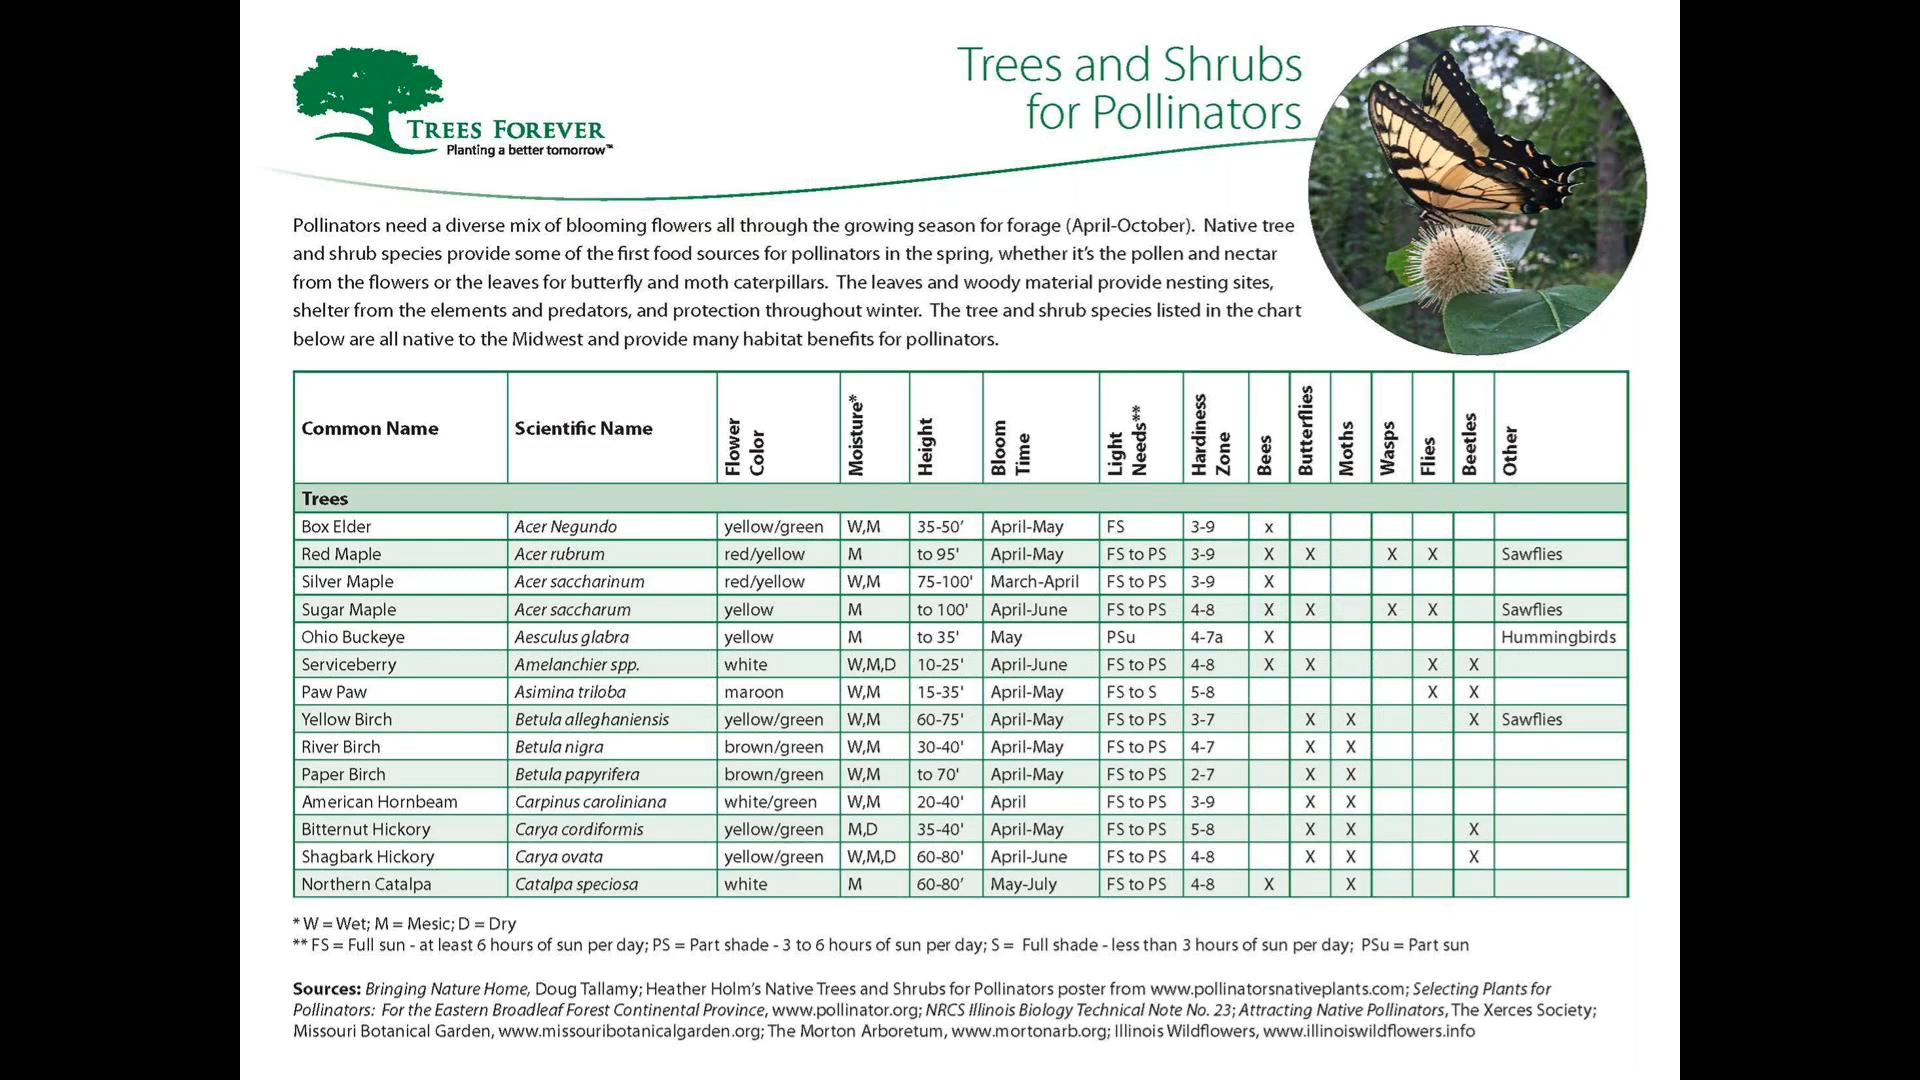 TREES FOREVER
Planting a better tomorrow™
Trees and Shrubs
for Pollinators
Pollinators need a diverse mix of blooming flowers all through the growing season for forage (April-October). Native tree
and shrub species provide some of the first food sources for pollinators in the spring, whether it's the pollen and nectar
from the flowers or the leaves for butterfly and moth caterpillars. The leaves and woody material provide nesting sites,
shelter from the elements and predators, and protection throughout winter. The tree and shrub species listed in the chart
below are all native to the Midwest and provide many habitat benefits for pollinators.
Common Name Scientific Name Flower Color Moisture* Height Bloom Time Light Needs** Hardiness Zone Bees Butterflies Moths Wasps Flies Beetles Other
Trees
Box Elder Acer Negundo yellow/green W,M 35-50' April-May FS 3-9 x
Red Maple Acer rubrum red/yellow M to 95' April-May FS to PS 3-9 X X X X Sawflies
Silver Maple Acer saccharinum red/yellow W,M 75-100' March-April FS to PS 3-9 X
Sugar Maple Acer saccharum yellow M to 100' April-June FS to PS 4-8 X X X X Sawflies
Ohio Buckeye Aesculus glabra yellow M to 35' May PSu 4-7a X Hummingbirds
Serviceberry Amelanchier spp. white W,M,D 10-25' April-June FS to PS 4-8 X X X X
Paw Paw Asimina triloba maroon W,M 15-35' April-May FS to S 5-8 X X
Yellow Birch Betula alleghaniensis yellow/green W,M 60-75' April-May FS to PS 3-7 X X X Sawflies
River Birch Betula nigra brown/green W,M 30-40' April-May FS to PS 4-7 X X
Paper Birch Betula papyrifera brown/green W,M to 70' April-May FS to PS 2-7 X X
American Hornbeam Carpinus caroliniana white/green W,M 20-40' April FS to PS 3-9 X X
Bitternut Hickory Carya cordiformis yellow/green M,D 35-40' April-May FS to PS 5-8 X X X
Shagbark Hickory Carya ovata yellow/green W,M,D 60-80' April-June FS to PS 4-8 X X X
Northern Catalpa Catalpa speciosa white M 60-80' May-July FS to PS 4-8 X X
* W = Wet; M = Mesic; D = Dry
** FS = Full sun - at least 6 hours of sun per day; PS = Part shade - 3 to 6 hours of sun per day; S = Full shade - less than 3 hours of sun per day; PSu = Part sun
Sources: Bringing Nature Home, Doug Tallamy; Heather Holm's Native Trees and Shrubs for Pollinators poster from www.pollinatorsnativeplants.com; Selecting Plants for
Pollinators: For the Eastern Broadleaf Forest Continental Province, www.pollinator.org; NRCS Illinois Biology Technical Note No. 23; Attracting Native Pollinators, The Xerces Society;
Missouri Botanical Garden, www.missouribotanicalgarden.org; The Morton Arboretum, www.mortonarb.org; Illinois Wildflowers, www.illinoiswildflowers.info